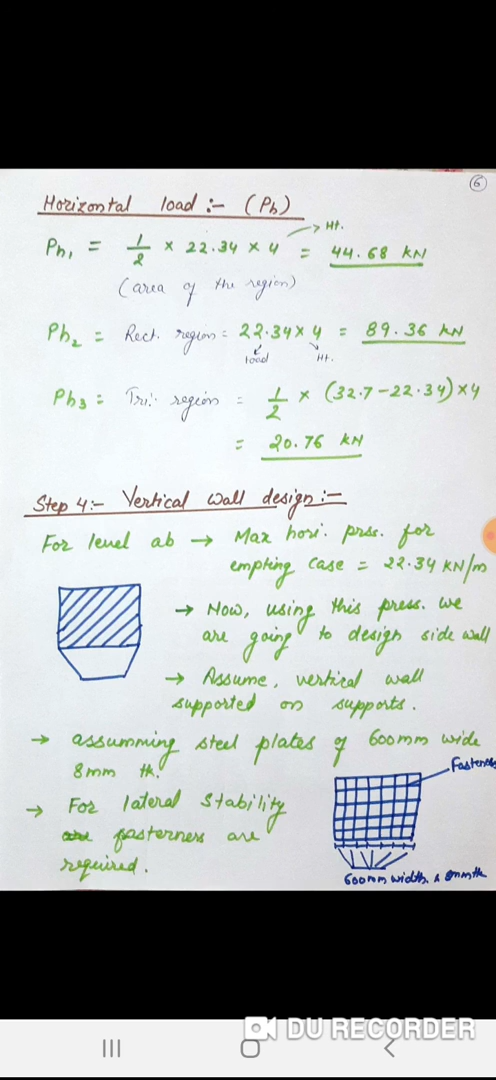 6
Horizontal load :- (Ph)
Ph1 = 1/2 × 22.34 × 4 = 44.68 kN
Ht.
(area of the region)
Ph2 = Rect. region = 22.34 × 4 = 89.36 kN
load Ht.
Ph3 = Tri. region = 1/2 × (32.7-22.34) × 4
= 20.76 kN
Step 4:- Vertical wall design :-
For level ab → Max hori. prss. for
empting case = 22.34 kN/m
→ Now, using this press. we
are going to design side wall
→ Assume, vertical wall
supported on supports.
→ assumming steel plates of 600mm wide
8mm th.
Fasteners
→ For lateral stability
fasterners are
required.
600mm width & 8mm th
DU RECORDER